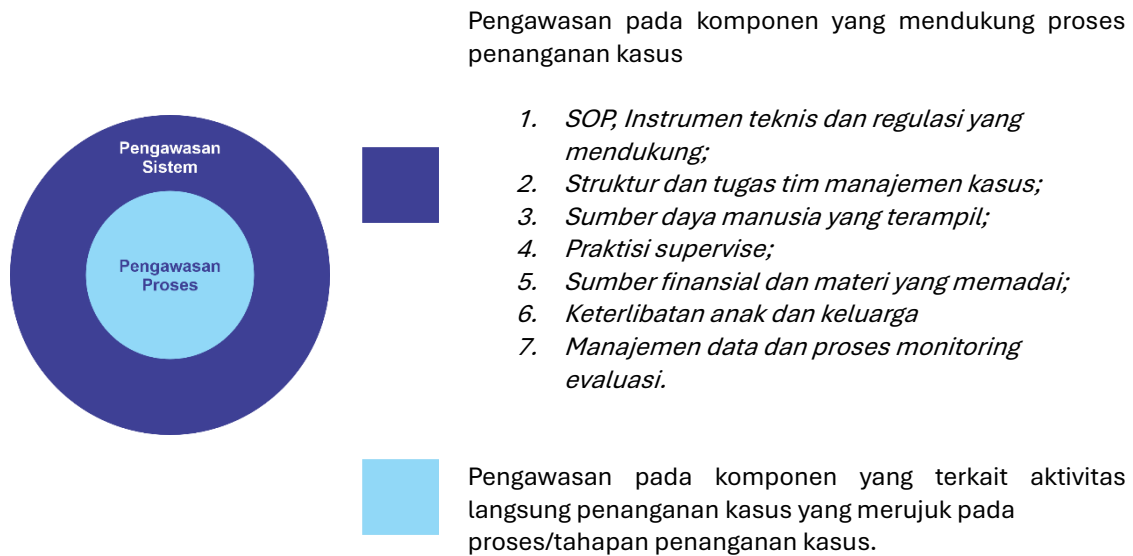 Pengawasan pada komponen yang mendukung proses
penanganan kasus
1. SOP, Instrumen teknis dan regulasi yang
mendukung;
2. Struktur dan tugas tim manajemen kasus;
3. Sumber daya manusia yang terampil;
4. Praktisi supervise;
5. Sumber finansial dan materi yang memadai;
6. Keterlibatan anak dan keluarga
7. Manajemen data dan proses monitoring
evaluasi.
Pengawasan
Sistem
Pengawasan
Proses
Pengawasan pada komponen yang terkait aktivitas
langsung penanganan kasus yang merujuk pada
proses/tahapan penanganan kasus.